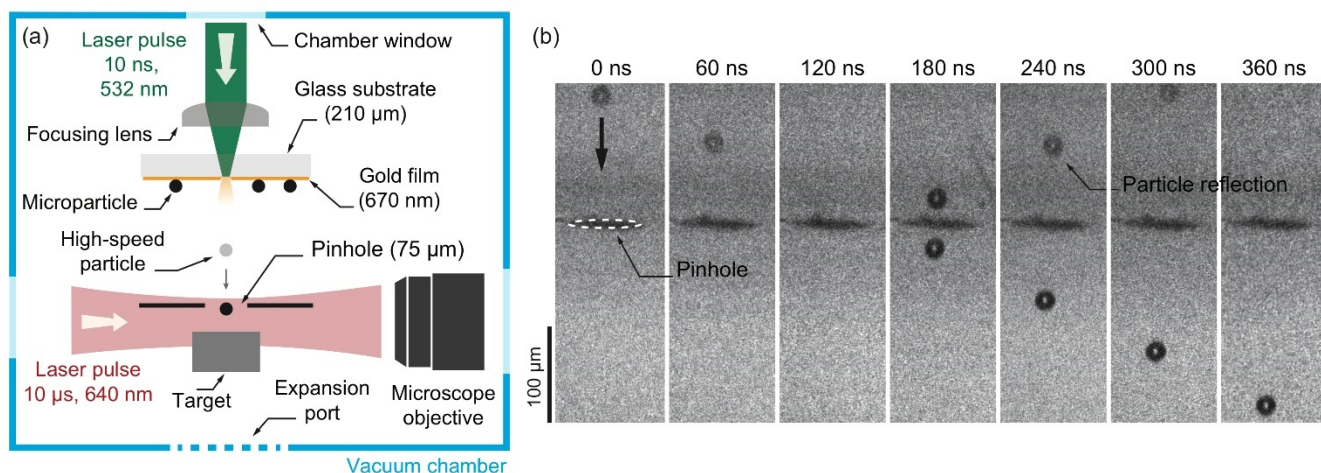 (a)
Laser pulse
10 ns,
532 nm
Chamber window
Glass substrate
(210 µm)
Focusing lens
Gold film
(670 nm)
Microparticle
High-speed
particle
Pinhole (75 µm)
Laser pulse
10 µs, 640 nm
Target
Expansion
port
Microscope
objective
Vacuum chamber
(b)
0 ns 60 ns 120 ns 180 ns 240 ns 300 ns 360 ns
Particle reflection
Pinhole
100 µm